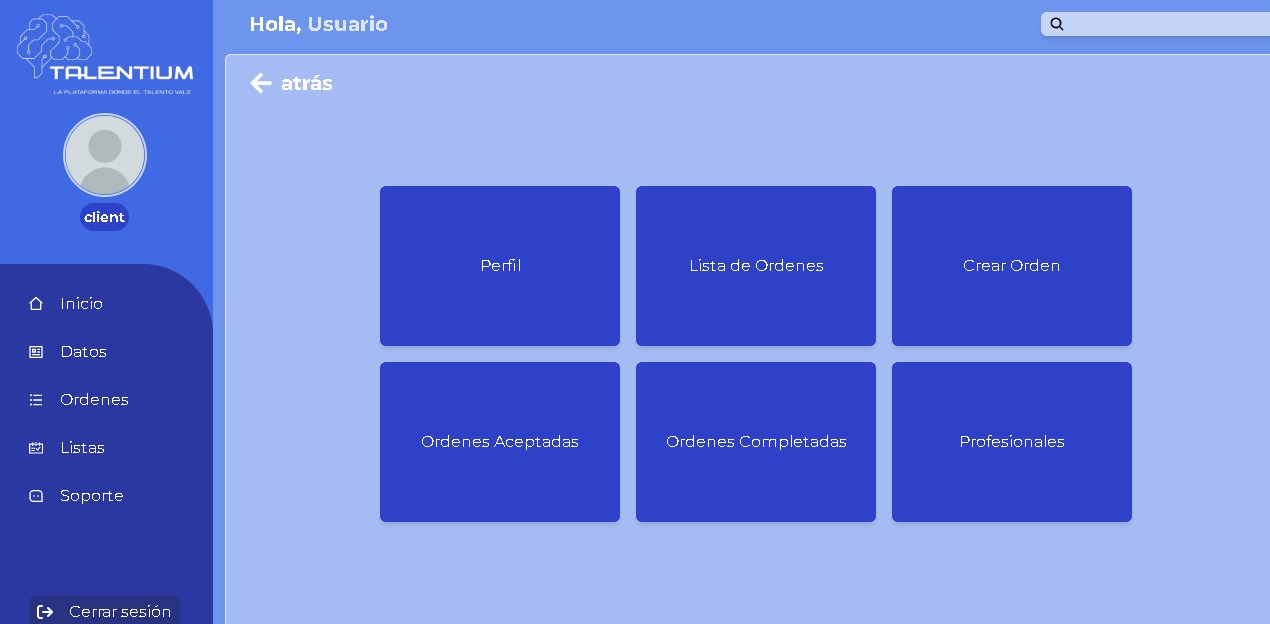 TALENTIUM
LA PLATAFORMA DONDE EL TALENTO VALE
client
Inicio
Datos
Ordenes
Listas
Soporte
Cerrar sesión
Hola, Usuario
atrás
Perfil
Lista de Ordenes
Crear Orden
Ordenes Aceptadas
Ordenes Completadas
Profesionales